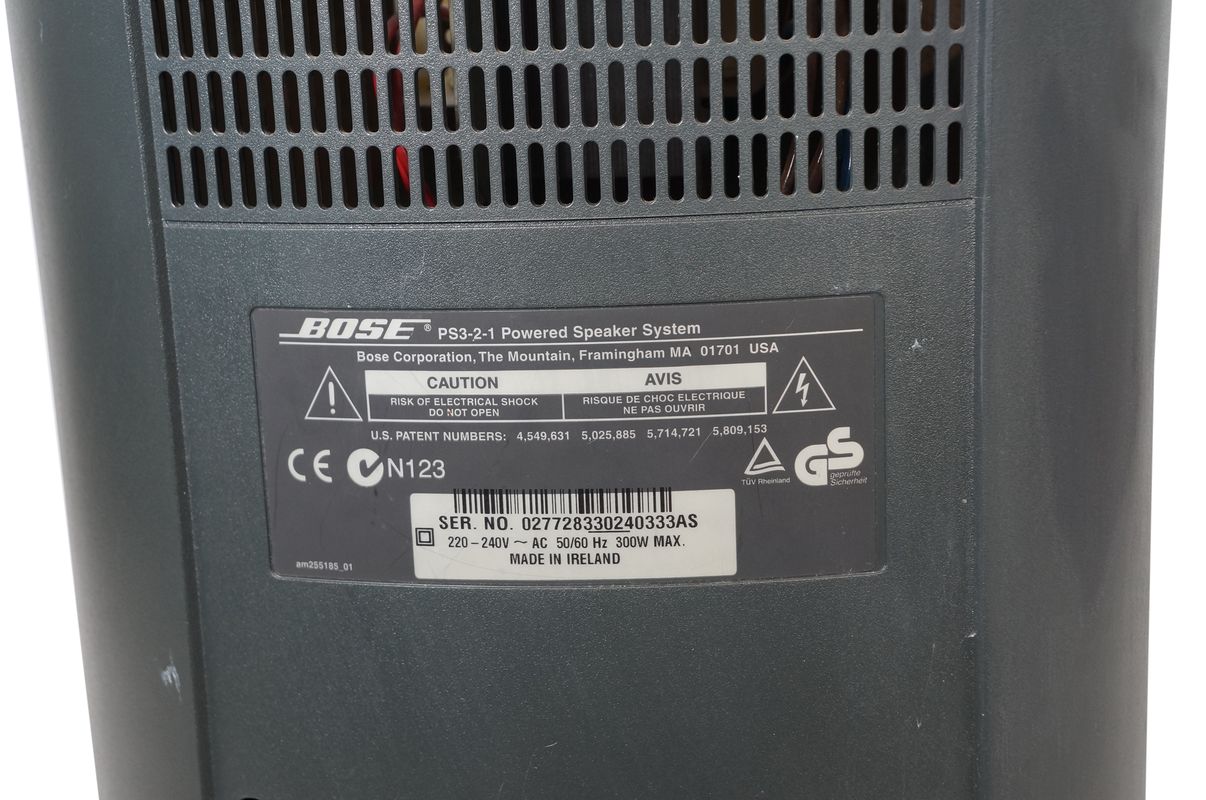 BOSE® PS3-2-1 Powered Speaker System
Bose Corporation, The Mountain, Framingham MA 01701 USA
CAUTION AVIS
RISK OF ELECTRICAL SHOCK RISQUE DE CHOC ELECTRIQUE
DO NOT OPEN NE PAS OUVRIR
U.S. PATENT NUMBERS: 4,549,631 5,025,885 5,714,721 5,809,153
CE N123
TÜV Rheinland
GS geprüfte
Sicherheit
SER. NO. 027728330240333AS
220-240V ~ AC 50/60 Hz 300W MAX.
MADE IN IRELAND
am255185_01